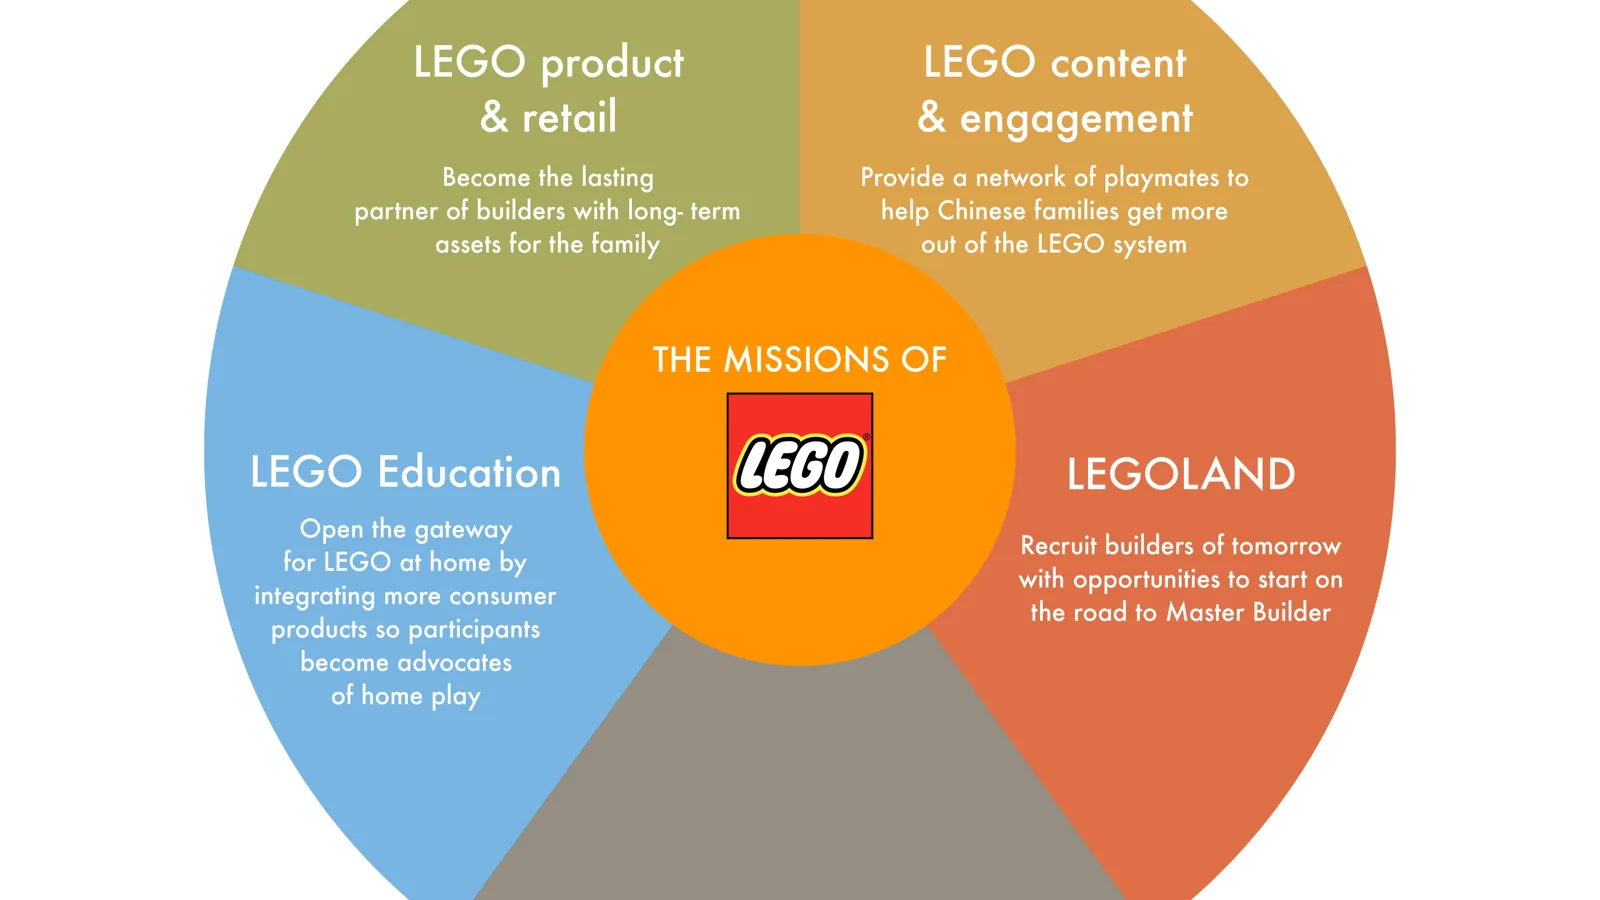 LEGO product
& retail
Become the lasting
partner of builders with long- term
assets for the family
LEGO content
& engagement
Provide a network of playmates to
help Chinese families get more
out of the LEGO system
THE MISSIONS OF
LEGO®
LEGO Education
Open the gateway
for LEGO at home by
integrating more consumer
products so participants
become advocates
of home play
LEGOLAND
Recruit builders of tomorrow
with opportunities to start on
the road to Master Builder